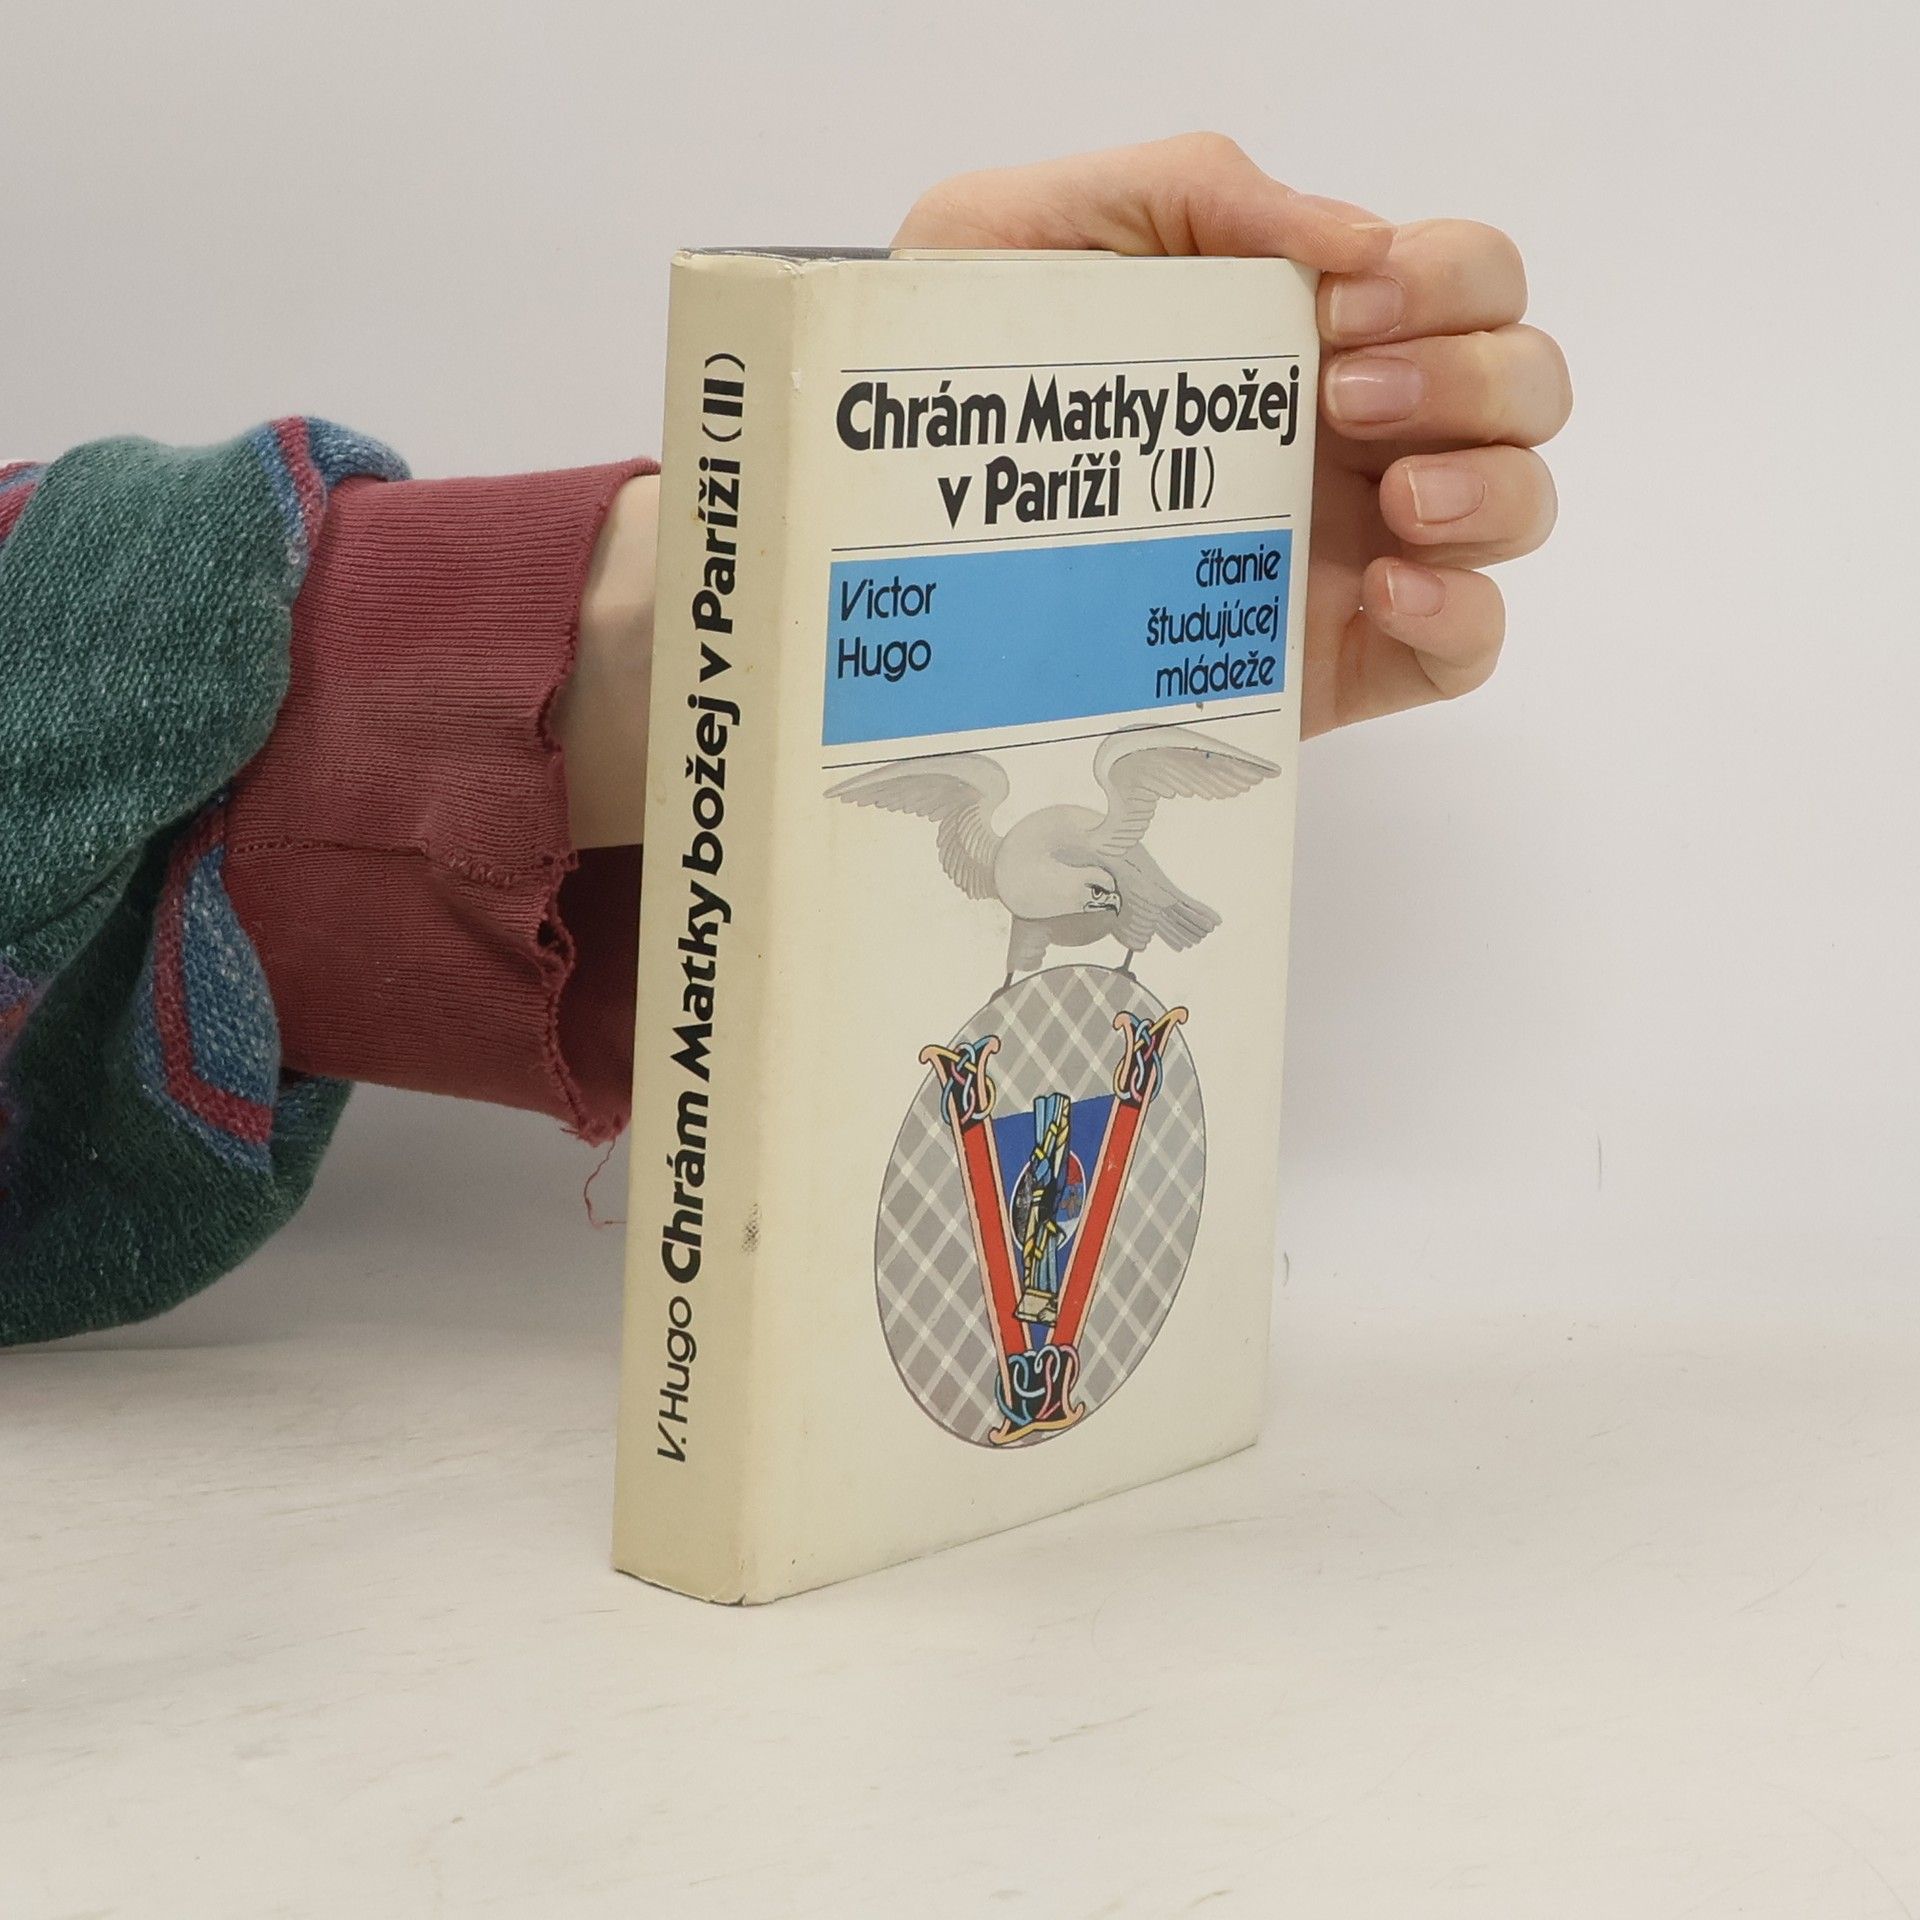 V. Hugo Chrám Matky božej v Paríži (II)
Chrám Matky božej
v Paríži (II)
Victor
Hugo
čítanie
študujúcej
mládeže